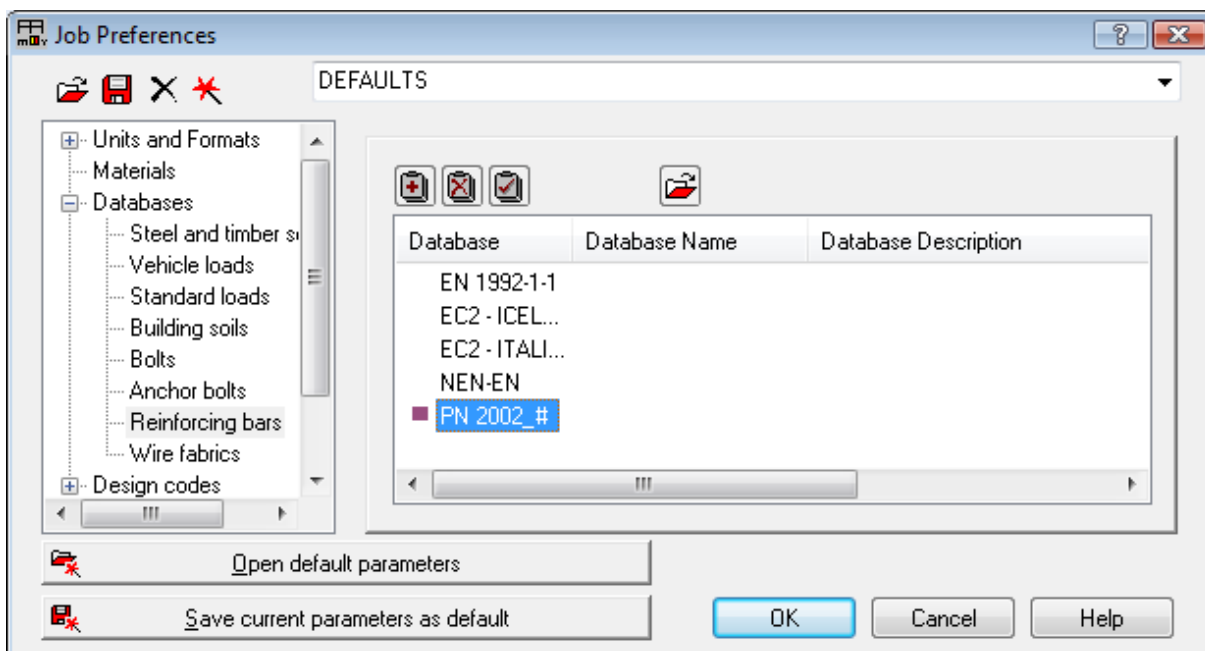 Job Preferences
DEFAULTS
Units and Formats
Materials
Databases
Steel and timber s
Vehicle loads
Standard loads
Building soils
Bolts
Anchor bolts
Reinforcing bars
Wire fabrics
Design codes
Database Database Name Database Description
EN 1992-1-1
EC2 - ICEL...
EC2 - ITALI...
NEN-EN
PN 2002_#
Open default parameters
Save current parameters as default
OK Cancel Help